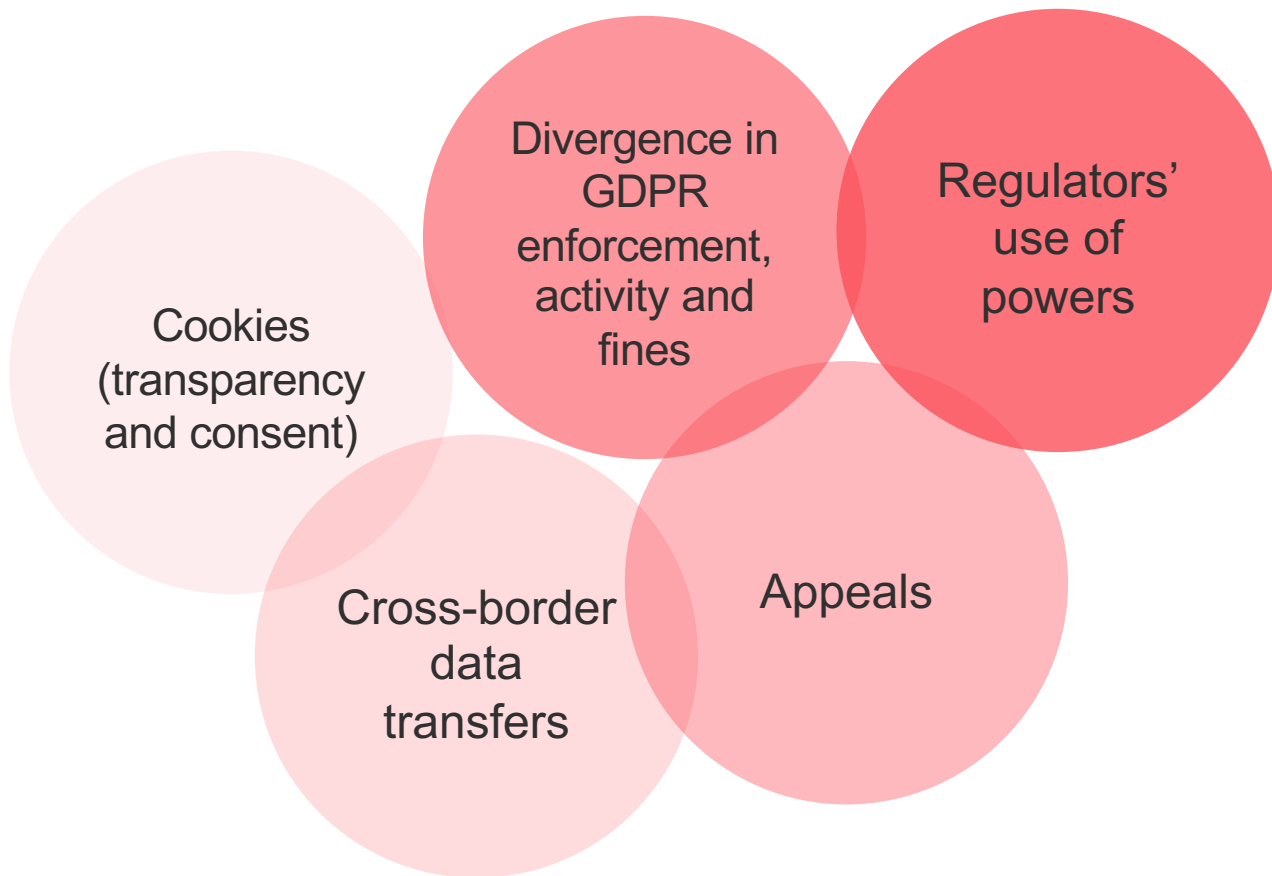 Divergence in
GDPR
enforcement,
activity and
fines
Regulators’
use of
powers
Cookies
(transparency
and consent)
Cross-border
data
transfers
Appeals